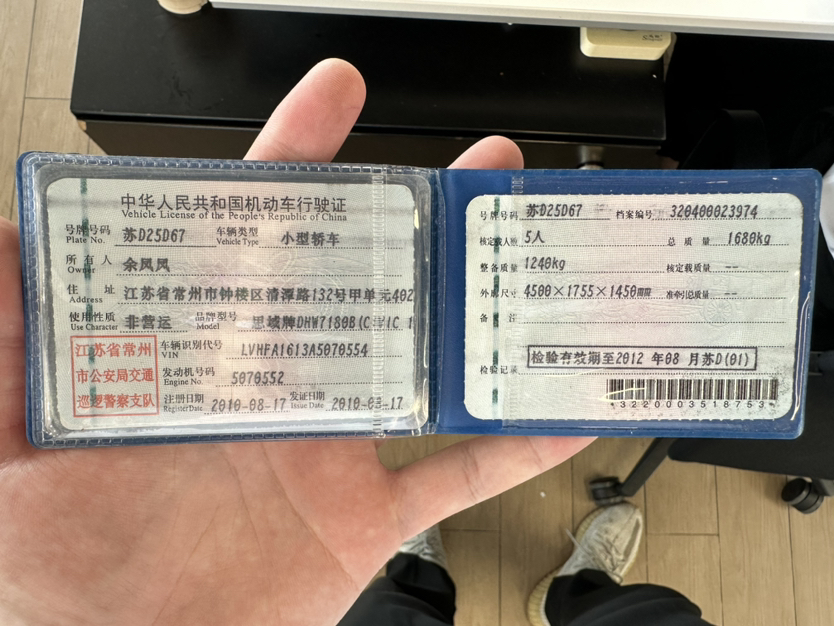 中华人民共和国机动车行驶证
Vehicle License of the People's Republic of China
号牌号码 Plate No. 苏D25D67 车辆类型 Vehicle Type 小型轿车
所有人 Owner 余凤凤
住址 Address 江苏省常州市钟楼区清潭路132号甲单元402
使用性质 Use Character 非营运 品牌型号 Model 思域牌DHW7180B(CIVIC 1
江苏省常州
市公安局交通
巡逻警察支队
车辆识别代号 VIN LVHFA1613A5070554
发动机号码 Engine No. 5070552
注册日期 Register Date 2010-08-17 发证日期 Issue Date 2010-08-17
号牌号码 苏D25D67 档案编号 320400023974
核定载人数 5人 总质量 1680kg
整备质量 1240kg 核定载质量 --
外廓尺寸 4500×1755×1450mm 准牵引总质量 --
备注
检验记录 检验有效期至2012 年08 月苏D(01)
*3220003518753*